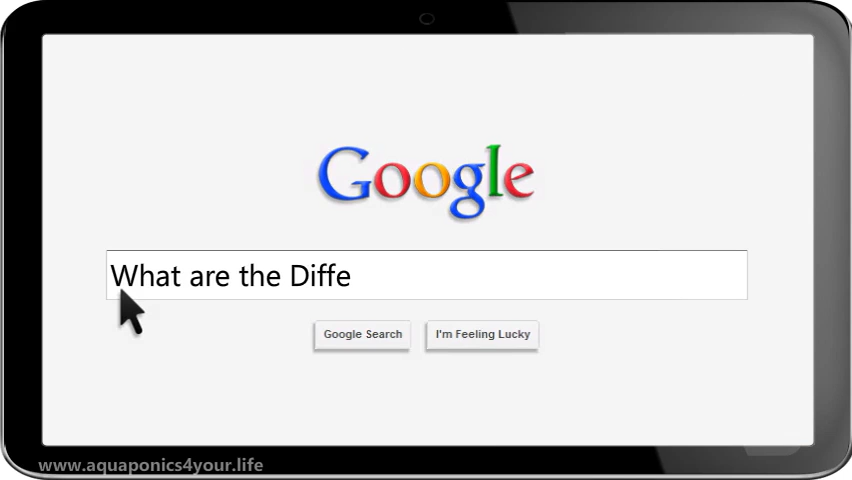 Google
What are the Diffe
Google Search
I'm Feeling Lucky
www.aquaponics4your.life